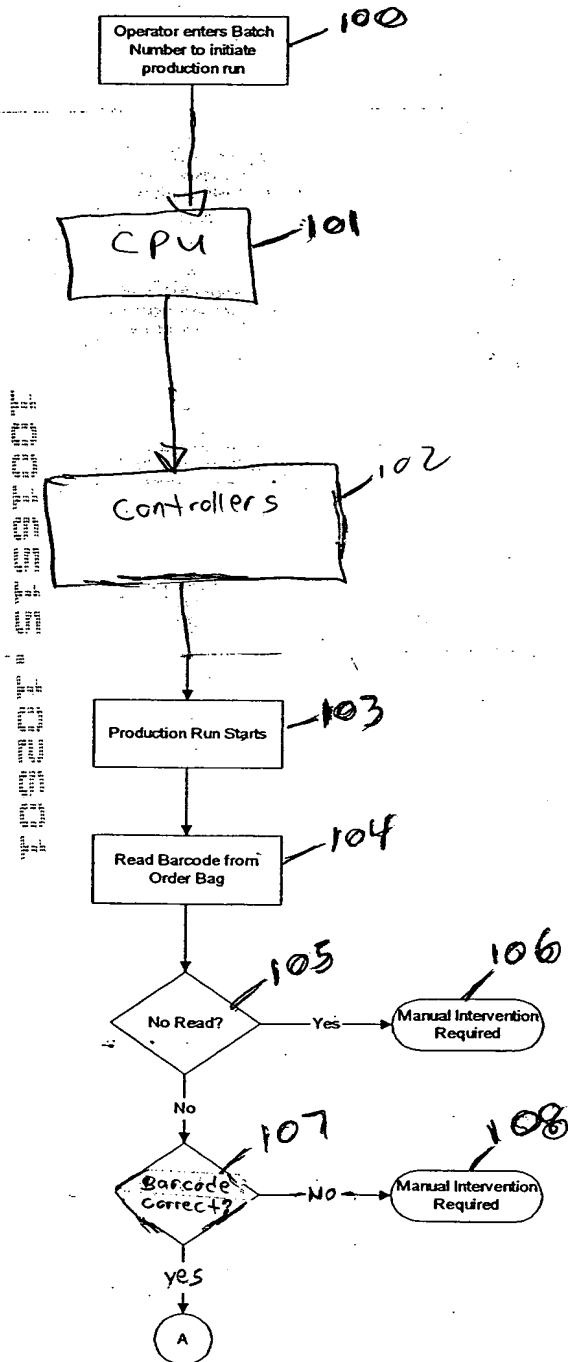 Operator enters Batch
Number to initiate
production run
100
CPU
101
Controllers
102
Production Run Starts
103
Read Barcode from
Order Bag
104
No Read?
105
Yes
Manual Intervention
Required
106
No
Barcode
correct?
107
No
Manual Intervention
Required
108
yes
A
10016515.102601